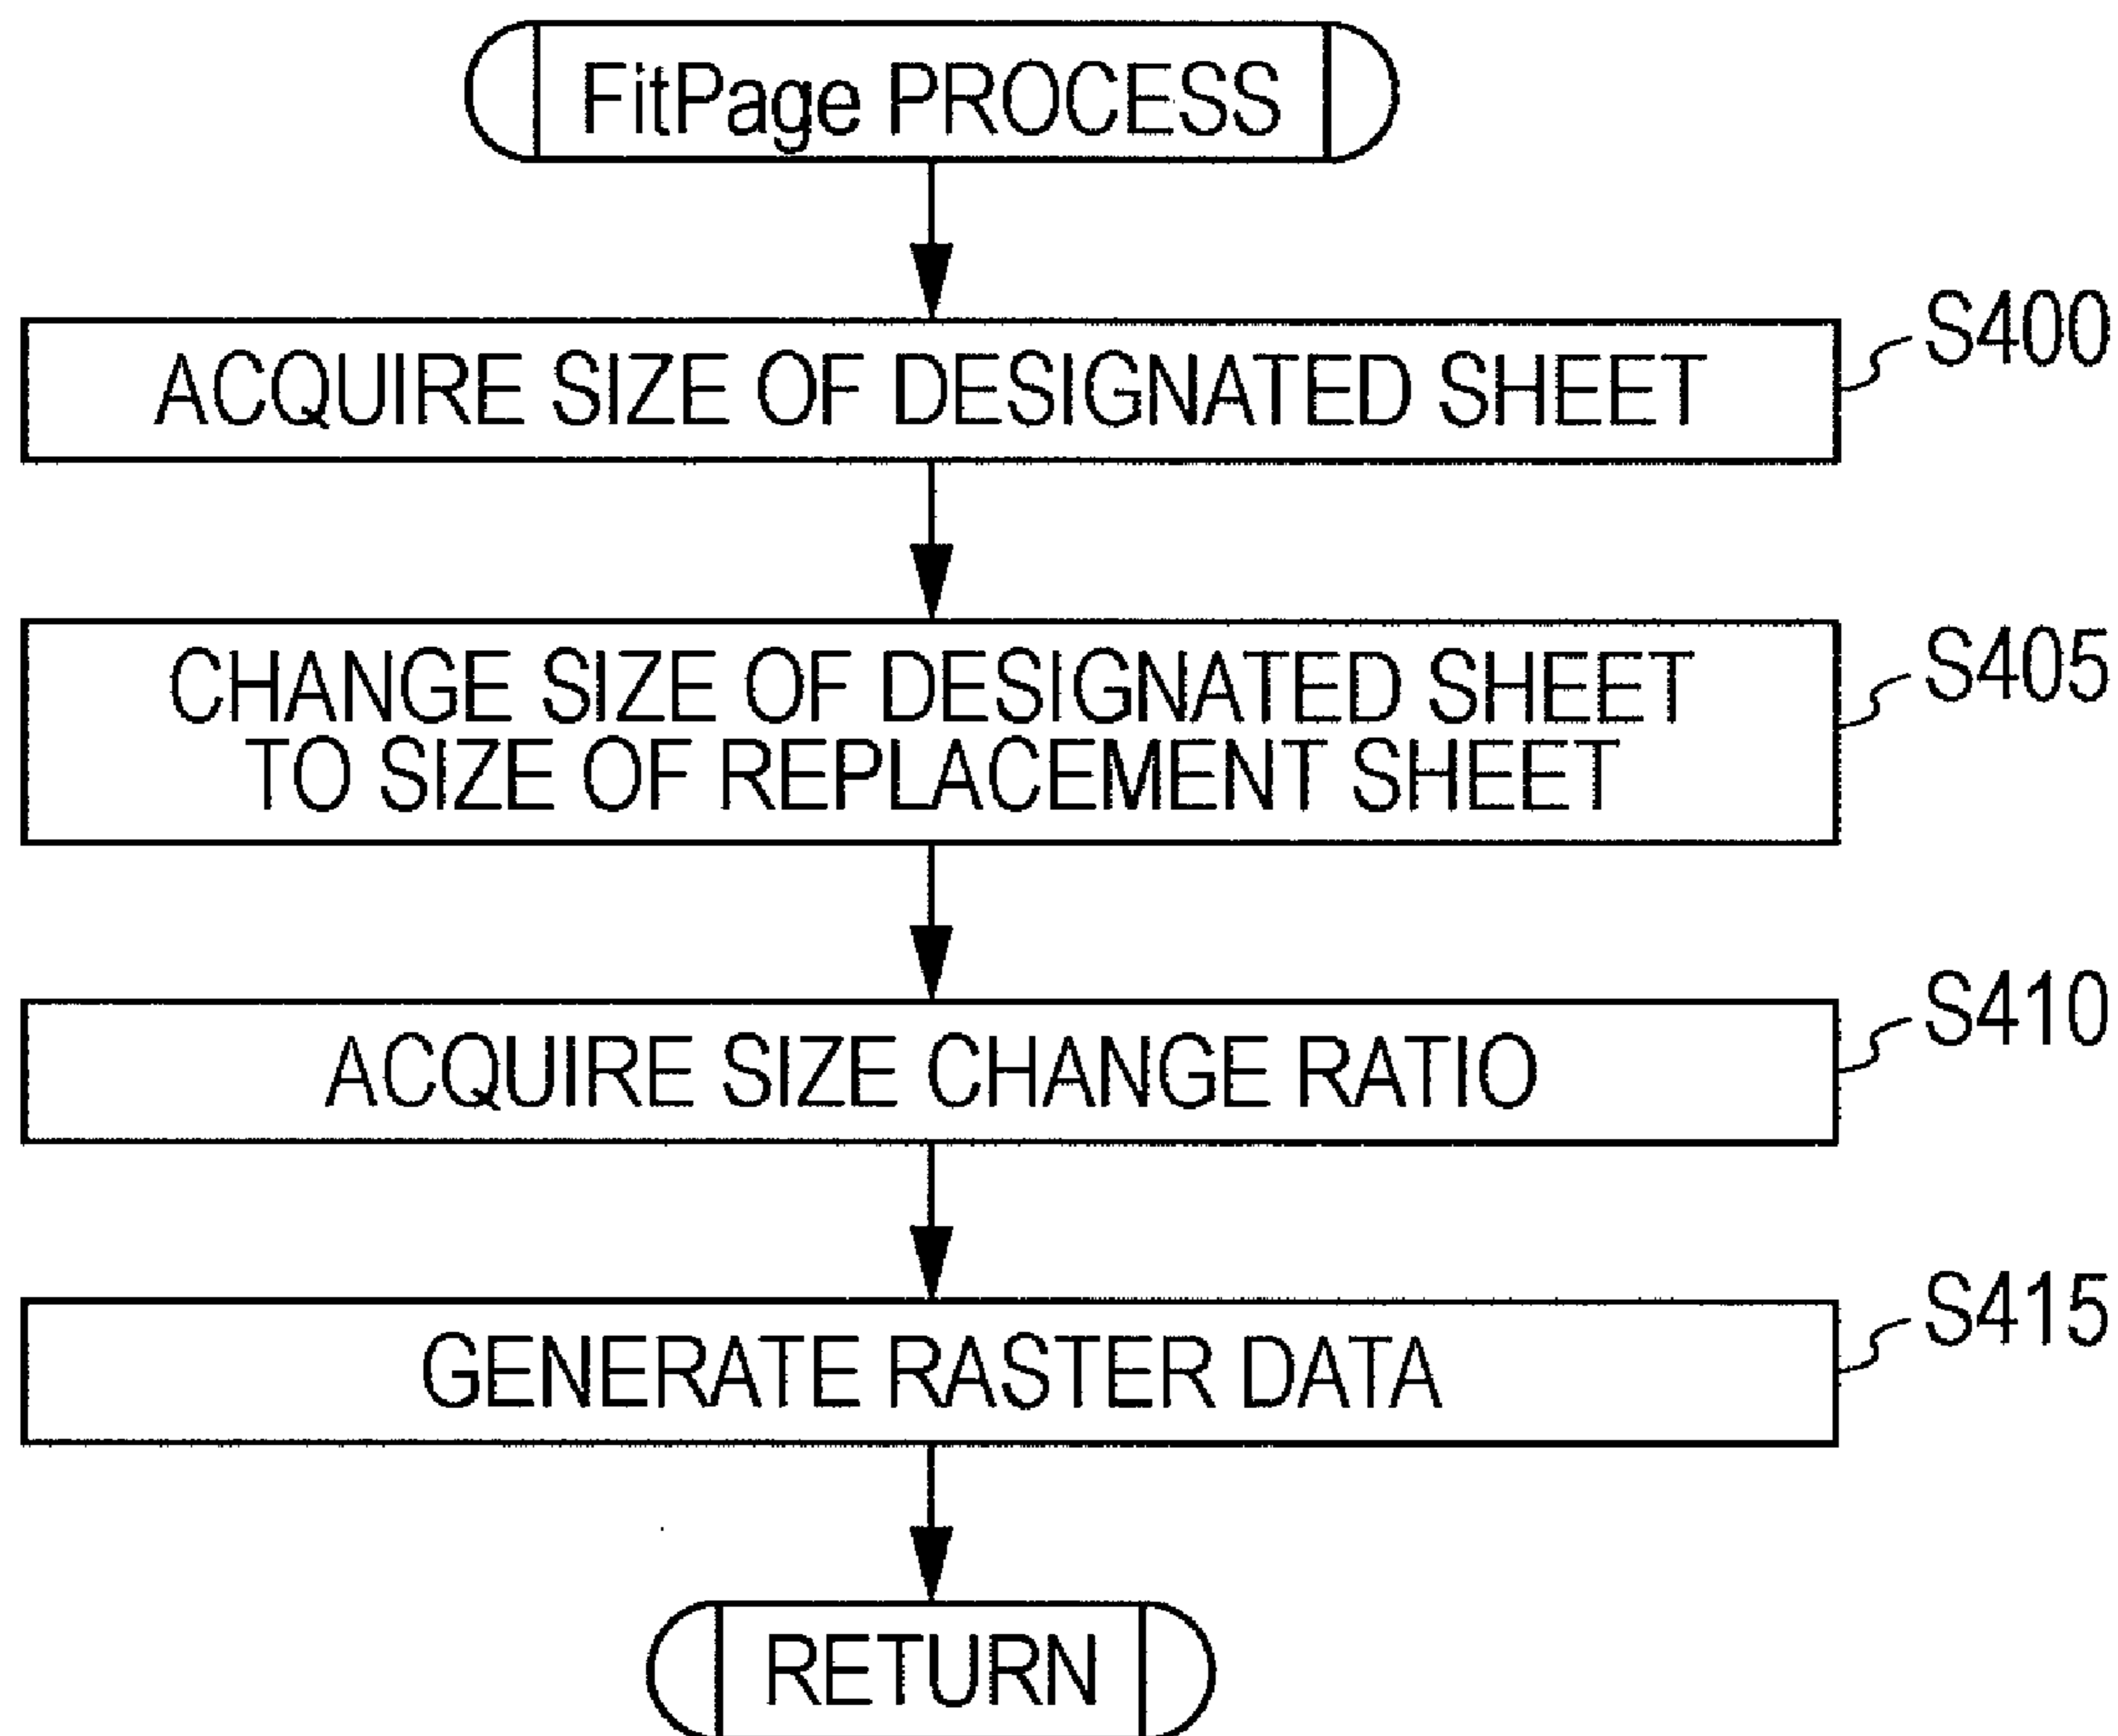 FitPage PROCESS
ACQUIRE SIZE OF DESIGNATED SHEET
S400
CHANGE SIZE OF DESIGNATED SHEET
TO SIZE OF REPLACEMENT SHEET
S405
ACQUIRE SIZE CHANGE RATIO
S410
GENERATE RASTER DATA
S415
RETURN